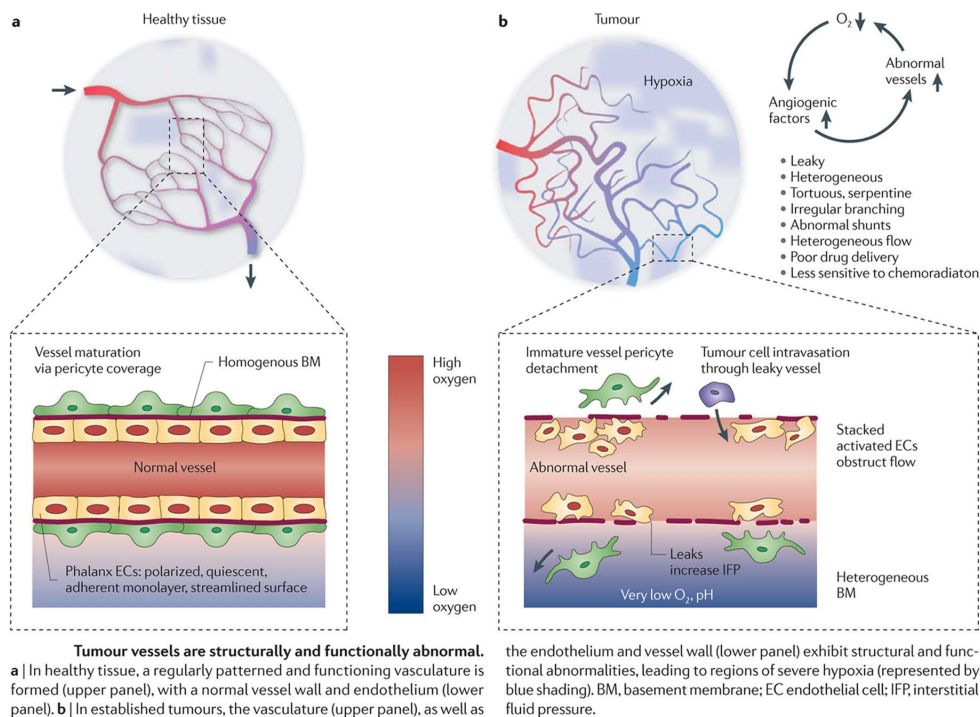 a
Healthy tissue
Vessel maturation
via pericyte coverage
Homogenous BM
Normal vessel
Phalanx ECs: polarized, quiescent,
adherent monolayer, streamlined surface
High
oxygen
Low
oxygen
b
Tumour
Hypoxia
O₂
Abnormal
vessels
Angiogenic
factors
• Leaky
• Heterogeneous
• Tortuous, serpentine
• Irregular branching
• Abnormal shunts
• Heterogeneous flow
• Poor drug delivery
• Less sensitive to chemoradiaton
Immature vessel pericyte
detachment
Tumour cell intravasation
through leaky vessel
Abnormal vessel
Stacked
activated ECs
obstruct flow
Leaks
increase IFP
Very low O₂, pH
Heterogeneous
BM
Tumour vessels are structurally and functionally abnormal.
a | In healthy tissue, a regularly patterned and functioning vasculature is
formed (upper panel), with a normal vessel wall and endothelium (lower
panel). b | In established tumours, the vasculature (upper panel), as well as
the endothelium and vessel wall (lower panel) exhibit structural and func-
tional abnormalities, leading to regions of severe hypoxia (represented by
blue shading). BM, basement membrane; EC endothelial cell; IFP, interstitial
fluid pressure.